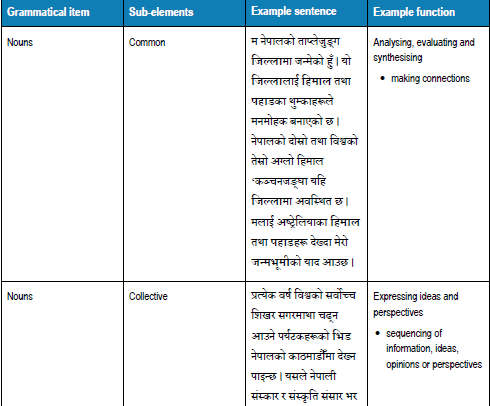 Grammatical item Sub-elements Example sentence Example function
Nouns
Common
म नेपालको ताप्लेजुङ्ग
जिल्लामा जन्मेको हुँ । यो
जिल्लालाई हिमाल तथा
पहाडका थुम्काहरूले
मनमोहक बनाएको छ ।
नेपालको दोस्रो तथा विश्वको
तेस्रो अग्लो हिमाल
‘कञ्चनजङ्घा यहि
जिल्लामा अवस्थित छ ।
मलाई अष्ट्रेलियाका हिमाल
तथा पहाडहरू देख्दा मेरो
जन्मभूमीको याद आउछ ।
Analysing, evaluating and
synthesising
• making connections
Nouns
Collective
प्रत्येक वर्ष विश्वको सर्वोच्च
शिखर सगरमाथा चढ्न
आउने पर्यटकहरूको भिड
नेपालको काठमाडौँमा देख्न
पाइन्छ । यसले नेपाली
संस्कार र संस्कृति संसार भर
Expressing ideas and
perspectives
• sequencing of
information, ideas,
opinions or perspectives